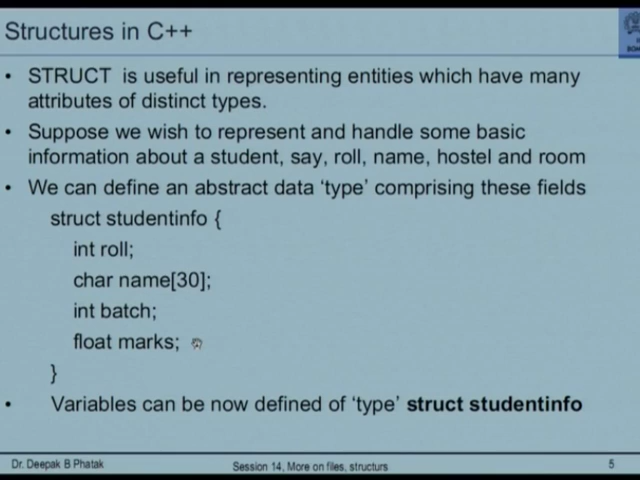 Structures in C++
• STRUCT is useful in representing entities which have many
attributes of distinct types.
• Suppose we wish to represent and handle some basic
information about a student, say, roll, name, hostel and room
• We can define an abstract data ‘type’ comprising these fields
struct studentinfo {
int roll;
char name[30];
int batch;
float marks;
}
• Variables can be now defined of ‘type’ struct studentinfo
Dr. Deepak B Phatak
Session 14, More on files, structurs
5